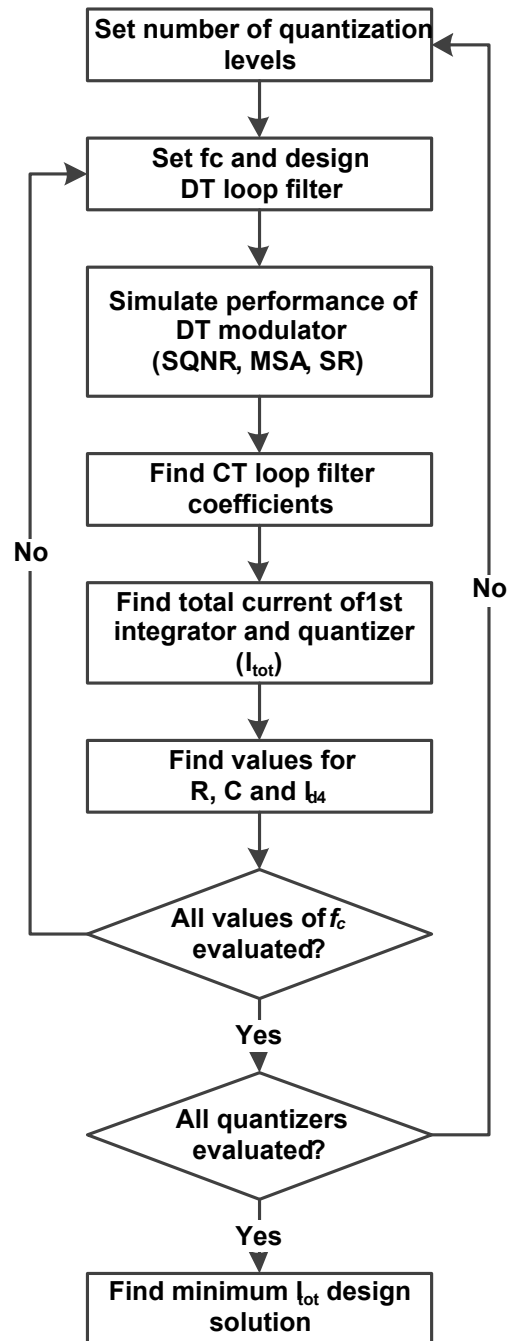 Set number of quantization
levels
Set fc and design
DT loop filter
Simulate performance of
DT modulator
(SQNR, MSA, SR)
Find CT loop filter
coefficients
No
No
Find total current of1st
integrator and quantizer
(Itot)
Find values for
R, C and Id4
All values of fc
evaluated?
Yes
All quantizers
evaluated?
Yes
Find minimum Itot design
solution